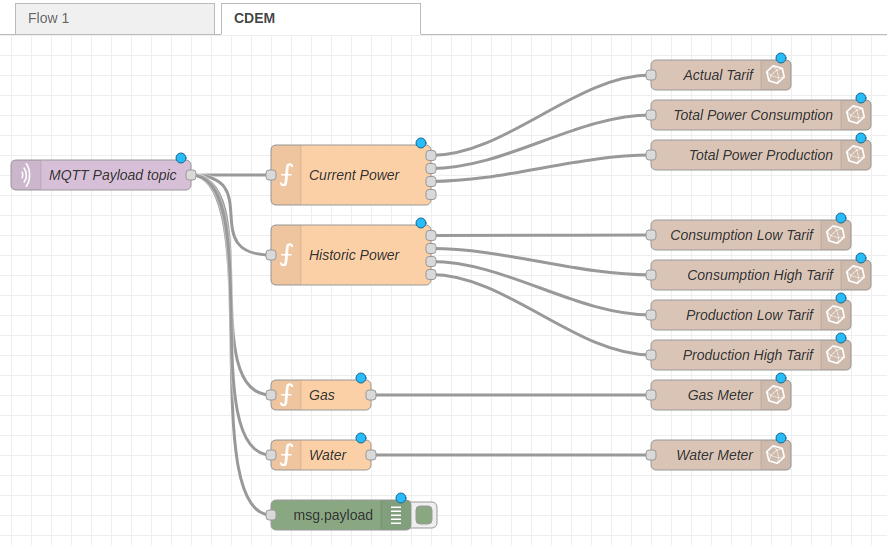 Flow 1
CDEM
MQTT Payload topic
Current Power
Historic Power
Gas
Water
msg.payload
Actual Tarif
Total Power Consumption
Total Power Production
Consumption Low Tarif
Consumption High Tarif
Production Low Tarif
Production High Tarif
Gas Meter
Water Meter